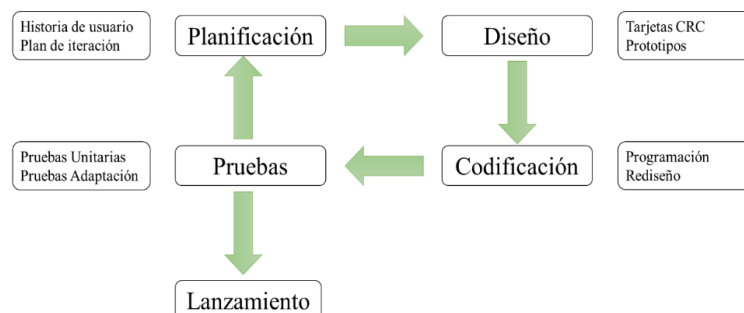 Historia de usuario
Plan de iteración
Planificación
Diseño
Tarjetas CRC
Prototipos
Pruebas Unitarias
Pruebas Adaptación
Pruebas
Codificación
Programación
Rediseño
Lanzamiento